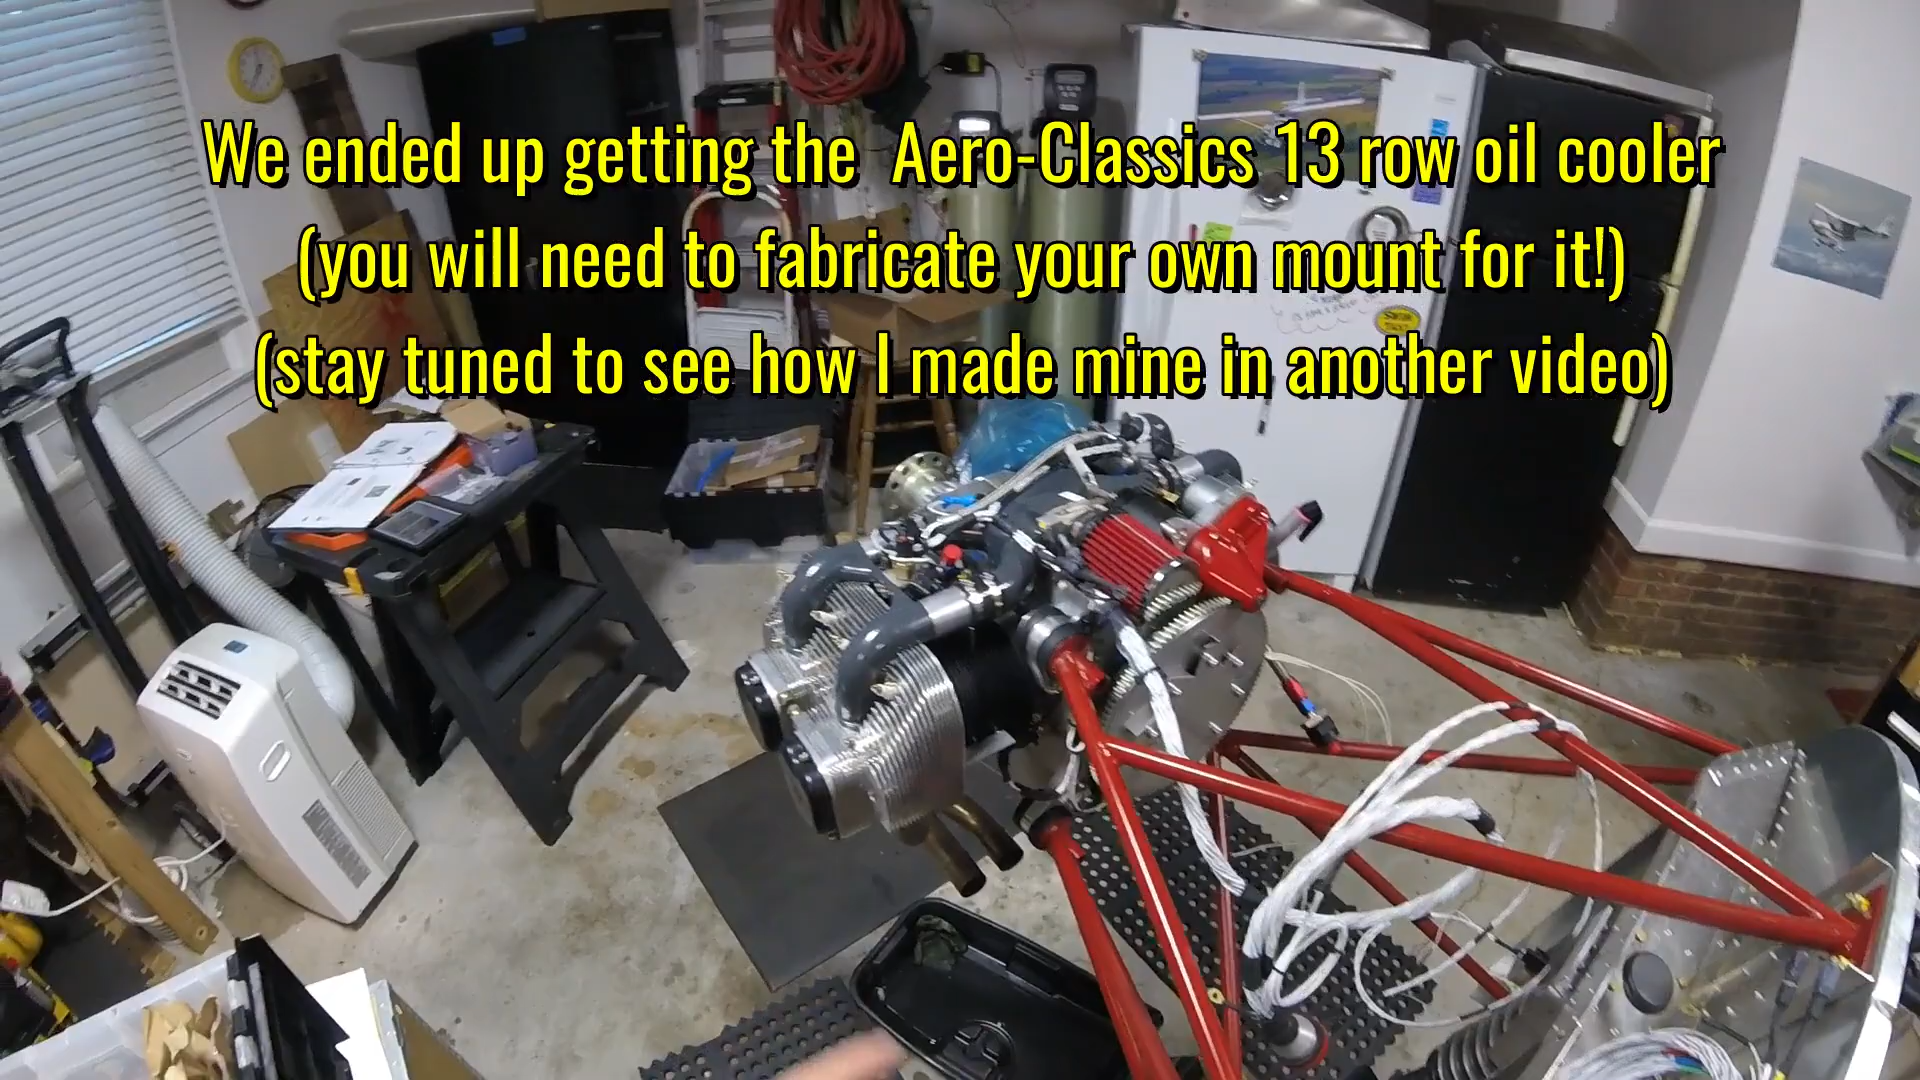 We ended up getting the  Aero-Classics 13 row oil cooler
(you will need to fabricate your own mount for it!)
(stay tuned to see how I made mine in another video)